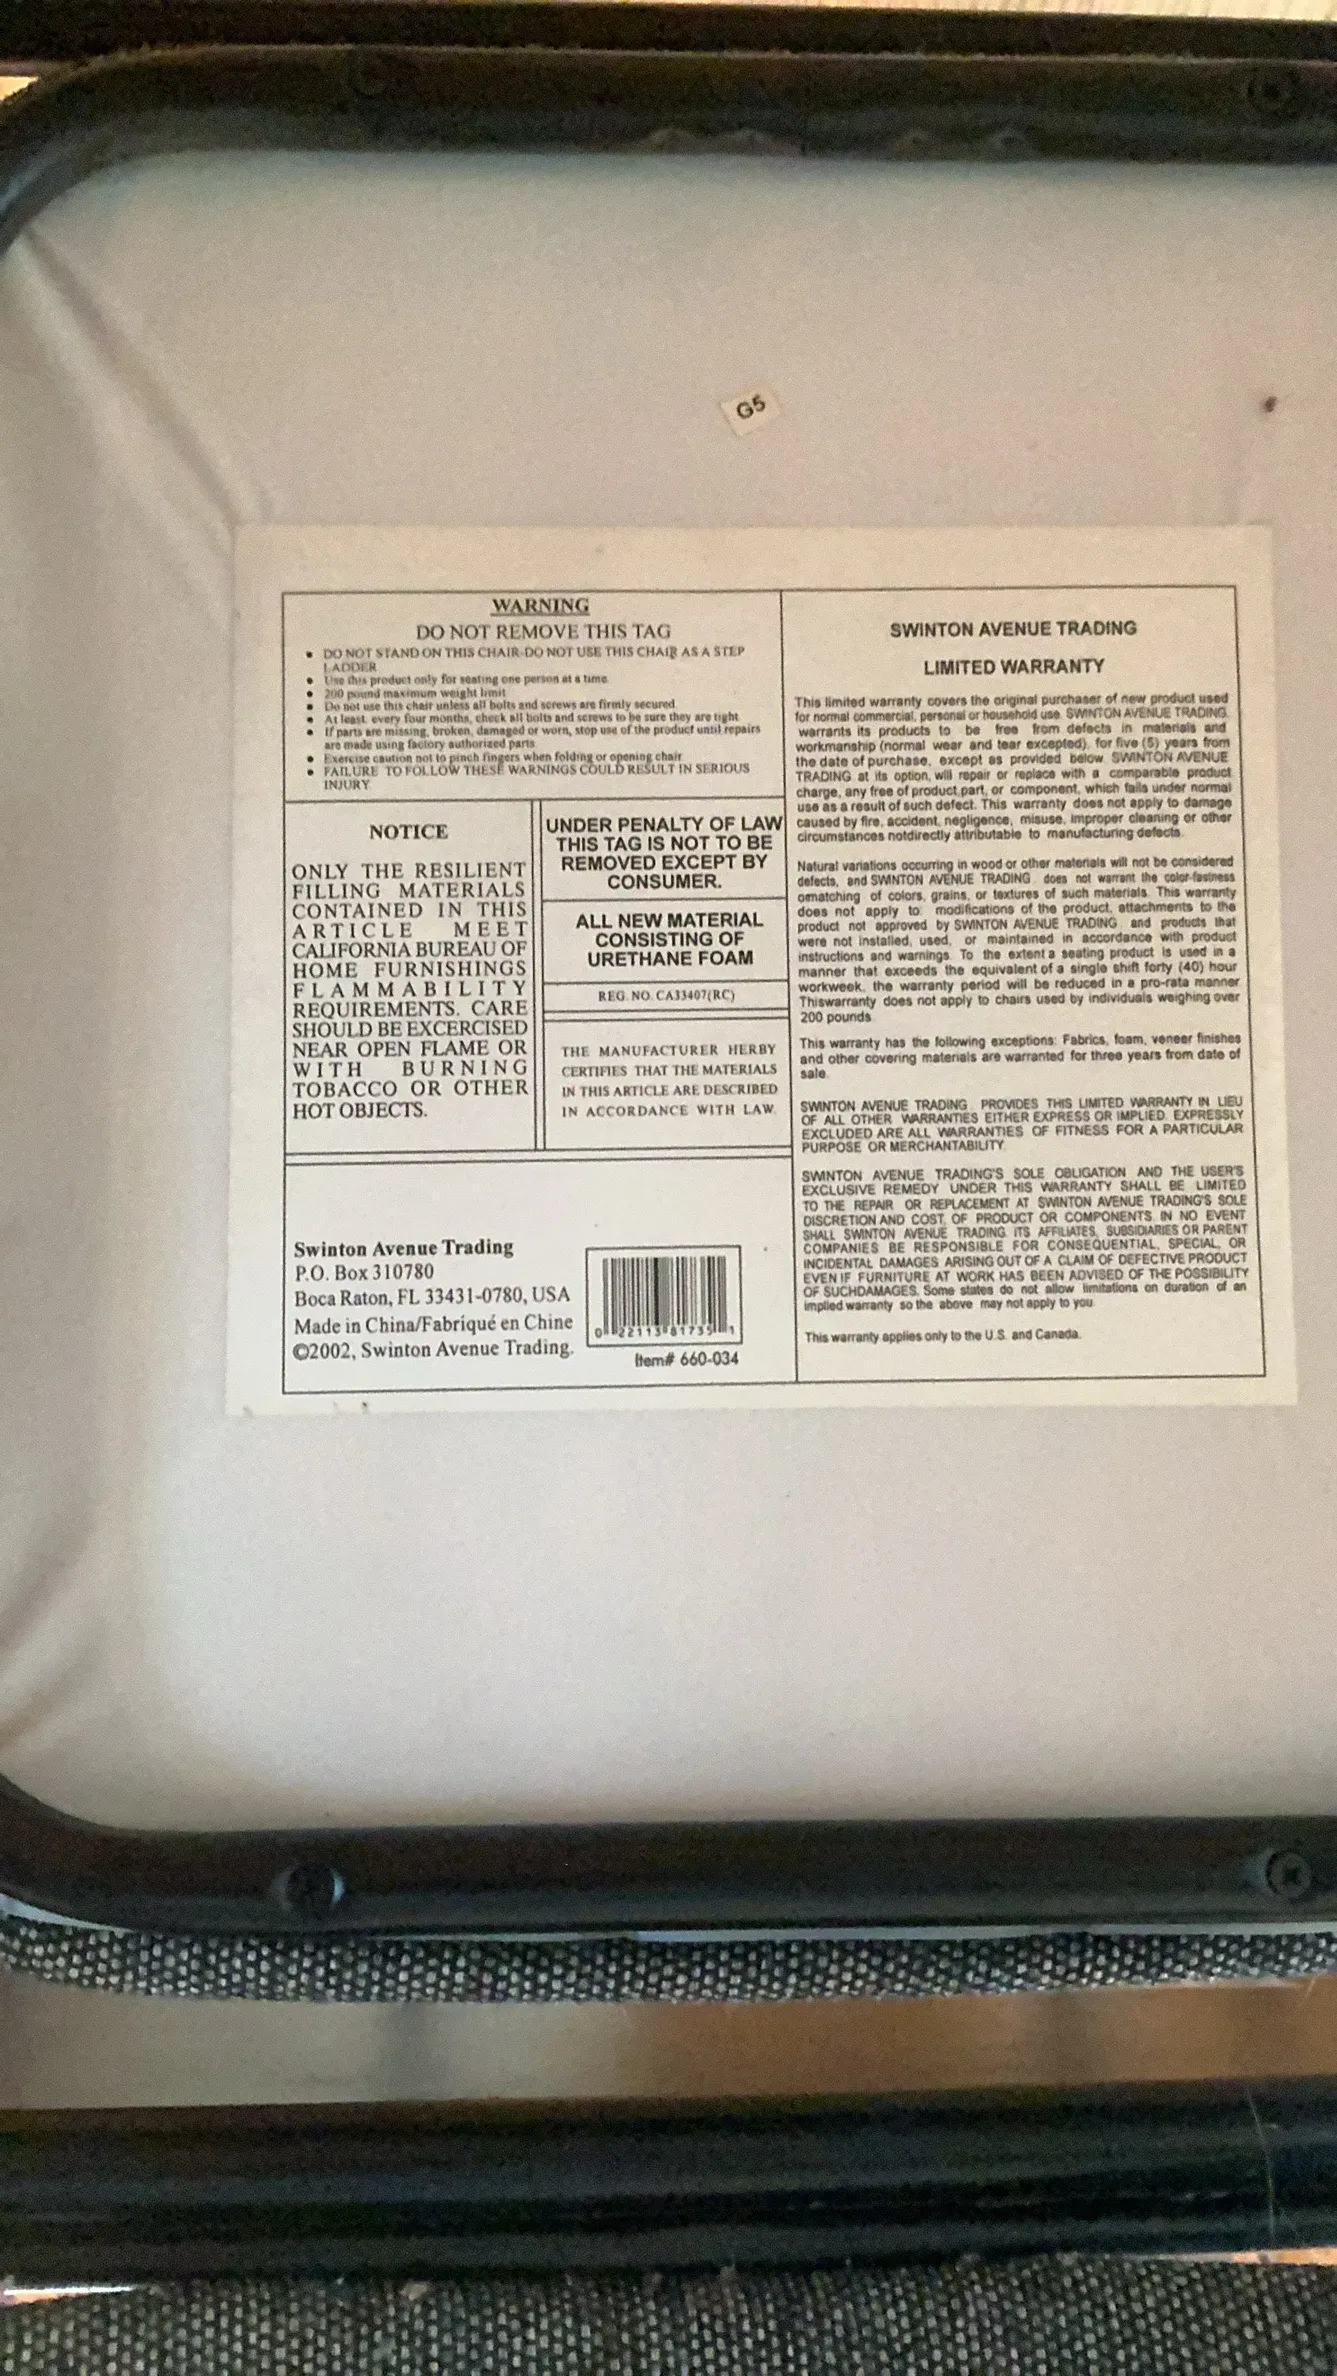 G5
WARNING
DO NOT REMOVE THIS TAG
• DO NOT STAND ON THIS CHAIR-DO NOT USE THIS CHAIR AS A STEP
LADDER
• Use this product only for seating one person at a time.
• 200 pound maximum weight limit
• Do not use this chair unless all bolts and screws are firmly secured
• At least every four months, check all bolts and screws to be sure they are tight
• If parts are missing, broken, damaged or worn, stop use of the product until repairs
are made using factory authorized parts
• Exercise caution not to pinch fingers when folding or opening chair
• FAILURE TO FOLLOW THESE WARNINGS COULD RESULT IN SERIOUS
INJURY
NOTICE
ONLY THE RESILIENT
FILLING MATERIALS
CONTAINED IN THIS
ARTICLE MEET
CALIFORNIA BUREAU OF
HOME FURNISHINGS
FLAMMABILITY
REQUIREMENTS. CARE
SHOULD BE EXCERCISED
NEAR OPEN FLAME OR
WITH BURNING
TOBACCO OR OTHER
HOT OBJECTS.
UNDER PENALTY OF LAW
THIS TAG IS NOT TO BE
REMOVED EXCEPT BY
CONSUMER.
ALL NEW MATERIAL
CONSISTING OF
URETHANE FOAM
REG. NO. CA33407(RC)
THE MANUFACTURER HERBY
CERTIFIES THAT THE MATERIALS
IN THIS ARTICLE ARE DESCRIBED
IN ACCORDANCE WITH LAW.
Swinton Avenue Trading
P.O. Box 310780
Boca Raton, FL 33431-0780, USA
Made in China/Fabriqué en Chine
©2002, Swinton Avenue Trading.
0 22113 81735 1
Item# 660-034
SWINTON AVENUE TRADING
LIMITED WARRANTY
This limited warranty covers the original purchaser of new product used
for normal commercial, personal or household use. SWINTON AVENUE TRADING.
warrants its products to be free from defects in materials and
workmanship (normal wear and tear excepted), for five (5) years from
the date of purchase, except as provided below. SWINTON AVENUE
TRADING at its option, will repair or replace with a comparable product
charge, any free of product,part, or component, which fails under normal
use as a result of such defect. This warranty does not apply to damage
caused by fire, accident, negligence, misuse, improper cleaning or other
circumstances notdirectly attributable to manufacturing defects.
Natural variations occurring in wood or other materials will not be considered
defects, and SWINTON AVENUE TRADING does not warrant the color-fastness
ormatching of colors, grains, or textures of such materials. This warranty
does not apply to: modifications of the product, attachments to the
product not approved by SWINTON AVENUE TRADING and products that
were not installed, used, or maintained in accordance with product
instructions and warnings. To the extent a seating product is used in a
manner that exceeds the equivalent of a single shift forty (40) hour
workweek, the warranty period will be reduced in a pro-rata manner.
Thiswarranty does not apply to chairs used by individuals weighing over
200 pounds.
This warranty has the following exceptions: Fabrics, foam, veneer finishes
and other covering materials are warranted for three years from date of
sale.
SWINTON AVENUE TRADING PROVIDES THIS LIMITED WARRANTY IN LIEU
OF ALL OTHER WARRANTIES EITHER EXPRESS OR IMPLIED. EXPRESSLY
EXCLUDED ARE ALL WARRANTIES OF FITNESS FOR A PARTICULAR
PURPOSE OR MERCHANTABILITY.
SWINTON AVENUE TRADING'S SOLE OBLIGATION AND THE USER'S
EXCLUSIVE REMEDY UNDER THIS WARRANTY SHALL BE LIMITED
TO THE REPAIR OR REPLACEMENT AT SWINTON AVENUE TRADING'S SOLE
DISCRETION AND COST, OF PRODUCT OR COMPONENTS. IN NO EVENT
SHALL SWINTON AVENUE TRADING. ITS AFFILIATES, SUBSIDIARIES OR PARENT
COMPANIES BE RESPONSIBLE FOR CONSEQUENTIAL, SPECIAL, OR
INCIDENTAL DAMAGES ARISING OUT OF A CLAIM OF DEFECTIVE PRODUCT
EVEN IF FURNITURE AT WORK HAS BEEN ADVISED OF THE POSSIBILITY
OF SUCHDAMAGES. Some states do not allow limitations on duration of an
implied warranty so the above may not apply to you.
This warranty applies only to the U.S. and Canada.